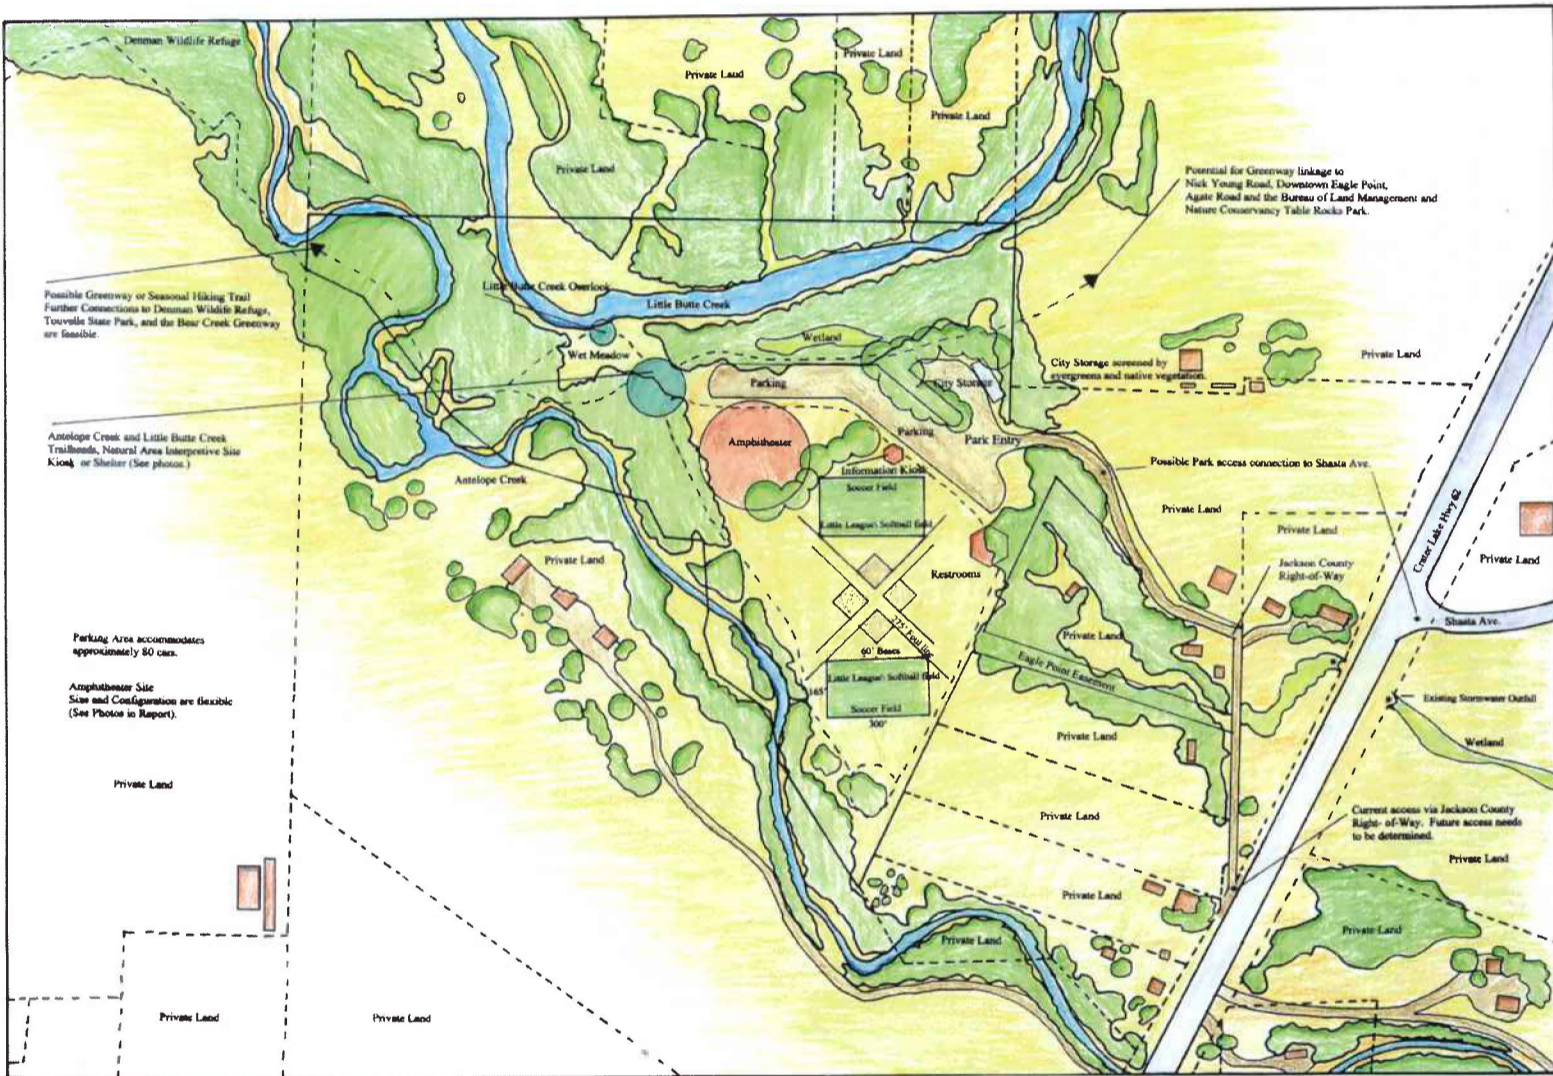 Denman Wildlife Refuge
Private Land
Private Land
Private Land
Private Land
Potential for Greenway linkage to
Nick Young Road, Downtown Eagle Point,
Agate Road and the Bureau of Land Management and
Nature Conservancy Table Rocks Park.
Possible Greenway or Seasonal Hiking Trail
Further Connections to Denman Wildlife Refuge,
Touvelle State Park, and the Bear Creek Greenway
are feasible.
Little Butte Creek Overlook
Little Butte Creek
Wetland
Wet Meadow
Parking
City Storage
City Storage screened by
evergreens and native vegetation.
Private Land
Antelope Creek and Little Butte Creek
Trailheads, Natural Area Interpretive Site
Kiosk or Shelter (See photos.)
Amphitheater
Parking
Park Entry
Possible Park access connection to Shasta Ave.
Information Kiosk
Antelope Creek
Soccer Field
Little League\ Softball field
Private Land
Private Land
Crater Lake Hwy 62
Private Land
Private Land
Restrooms
Jackson County
Right-of-Way
275' Foul line
Shasta Ave.
Private Land
60' Bases
Eagle Point Easement
Parking Area accommodates
approximately 80 cars.
Little League\ Softball field
165'
Soccer Field
300'
Amphitheater Site
Size and Configuration are flexible
(See Photos in Report).
Existing Stormwater Outfall
Wetland
Private Land
Private Land
Private Land
Current access via Jackson County
Right- of-Way. Future access needs
to be determined.
Private Land
Private Land
Private Land
Private Land
Private Land
Private Land